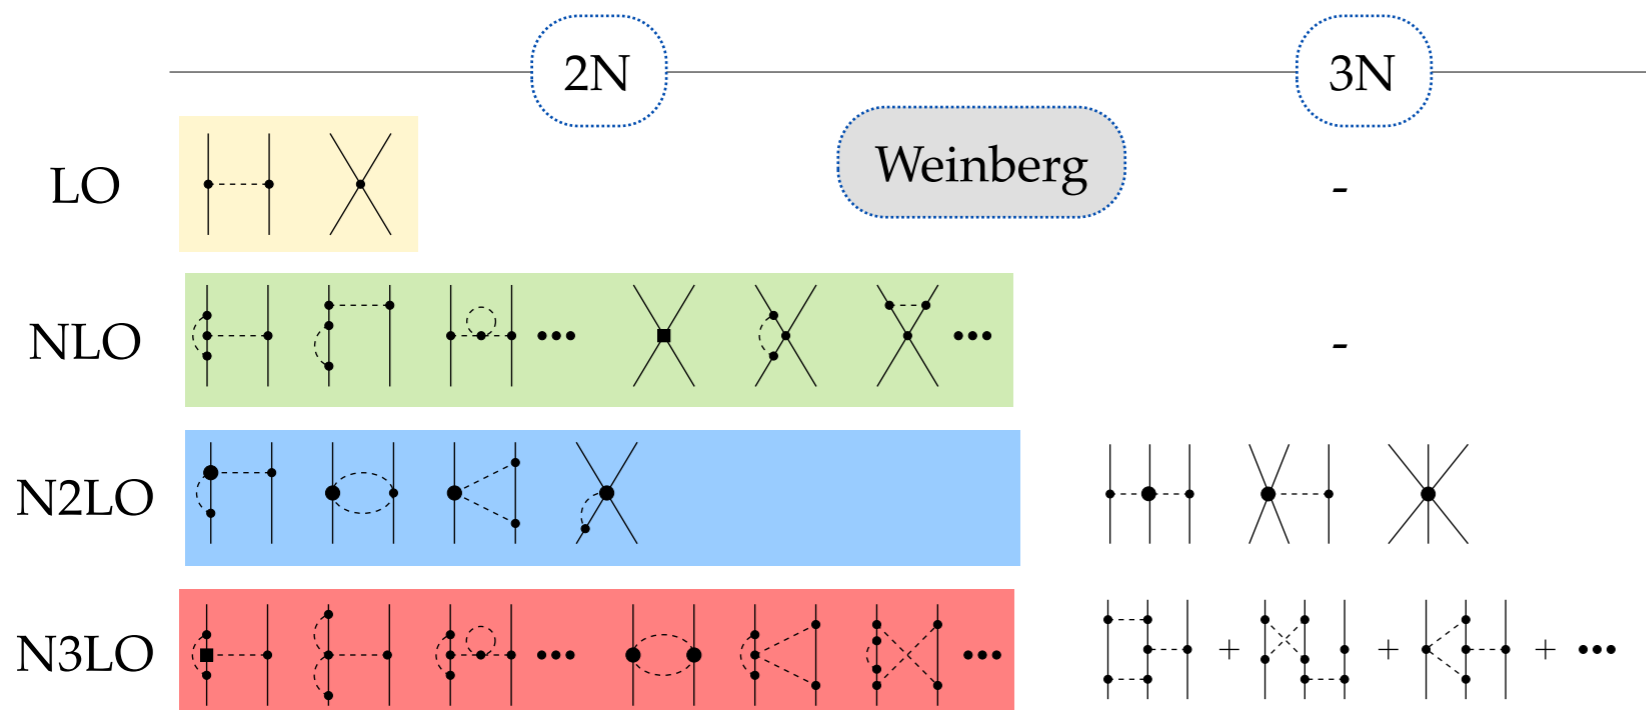 2N 3N
Weinberg
LO -
NLO ••• ••• -
N2LO
N3LO ••• ••• + + + •••